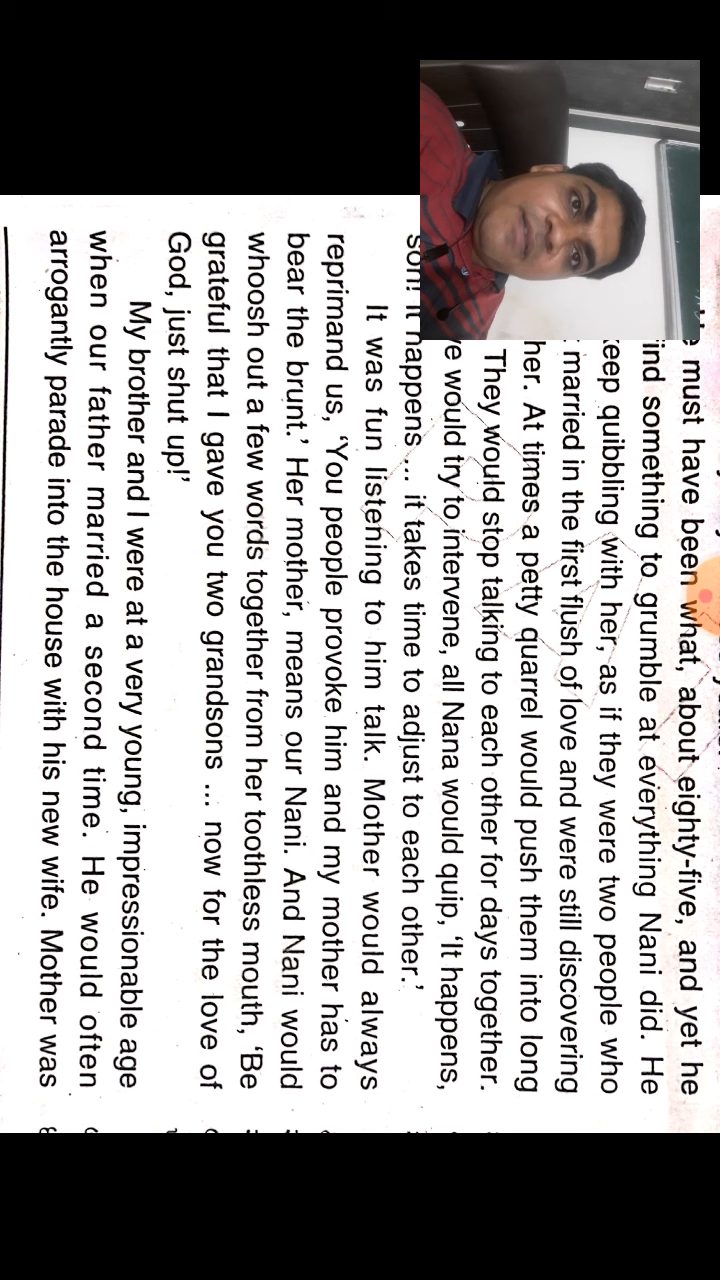 must have been what, about eighty-five, and yet he
ind something to grumble at everything Nani did. He
eep quibbling with her, as if they were two people who
married in the first flush of love and were still discovering
her. At times a petty quarrel would push them into long
They would stop talking to each other for days together.
e would try to intervene, all Nana would quip, ‘It happens,
son! It happens ... it takes time to adjust to each other.’
It was fun listening to him talk. Mother would always
reprimand us, ‘You people provoke him and my mother has to
bear the brunt.’ Her mother, means our Nani. And Nani would
whoosh out a few words together from her toothless mouth, ‘Be
grateful that I gave you two grandsons ... now for the love of
God, just shut up!’
My brother and I were at a very young, impressionable age
when our father married a second time. He would often
arrogantly parade into the house with his new wife. Mother was